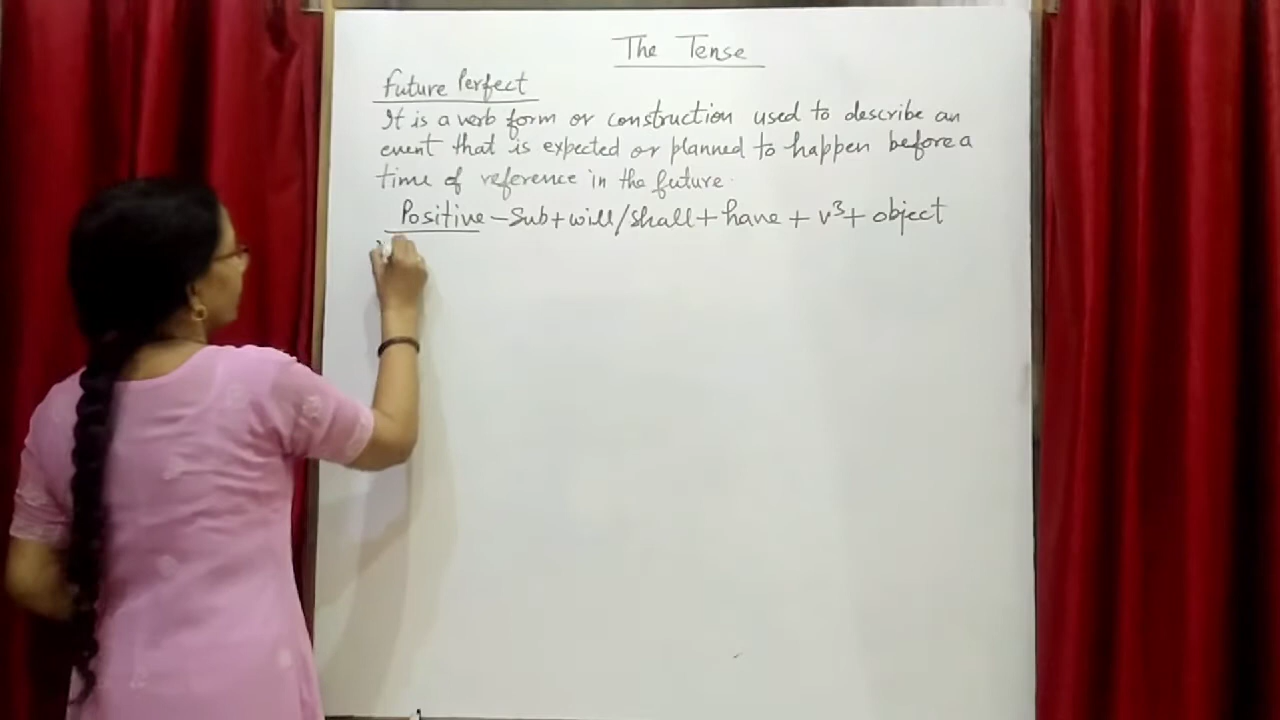 The Tense
Future Perfect
It is a verb form or construction used to describe an
event that is expected or planned to happen before a
time of reference in the future.
Positive - Sub + will/shall + have + v³ + object